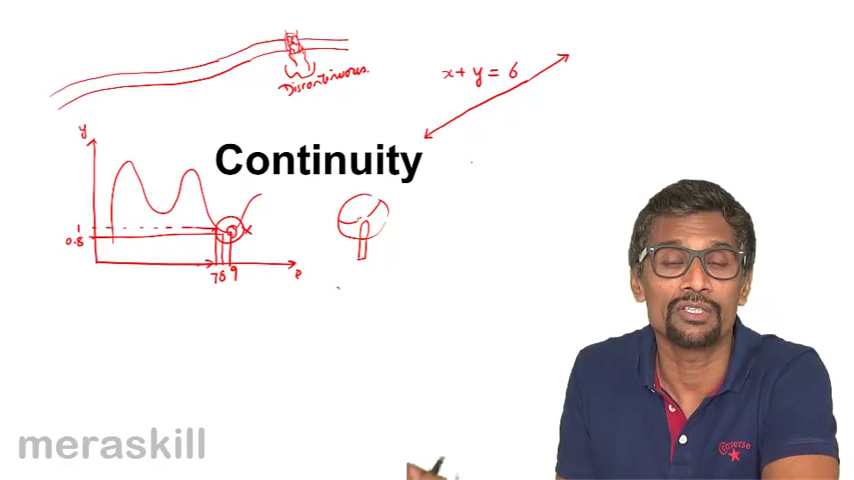 Discontinuous
x + y = 6
y
Continuity
1
0.8
x
7 8 9
meraskill
Converse